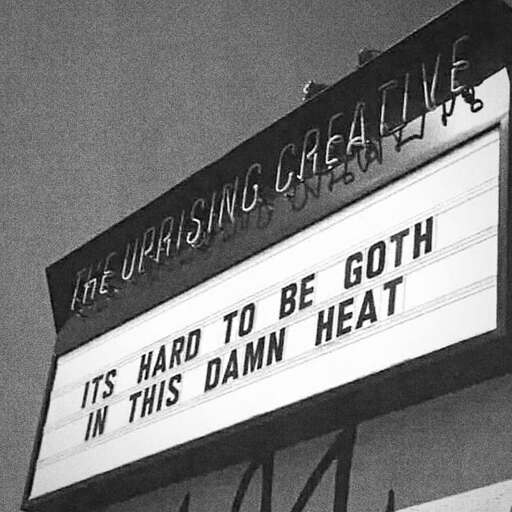 THE UPRISING CREATIVE
ITS HARD TO BE GOTH
IN THIS DAMN HEAT